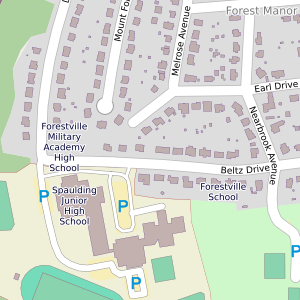 Forest Manor
Mount Fo
Melrose Avenue
Earl Drive
Nearbrook Avenue
Forestville
Military
Academy
High
School
Beltz Drive
Spaulding
Junior
High
School
Forestville
School
P
P
P
P